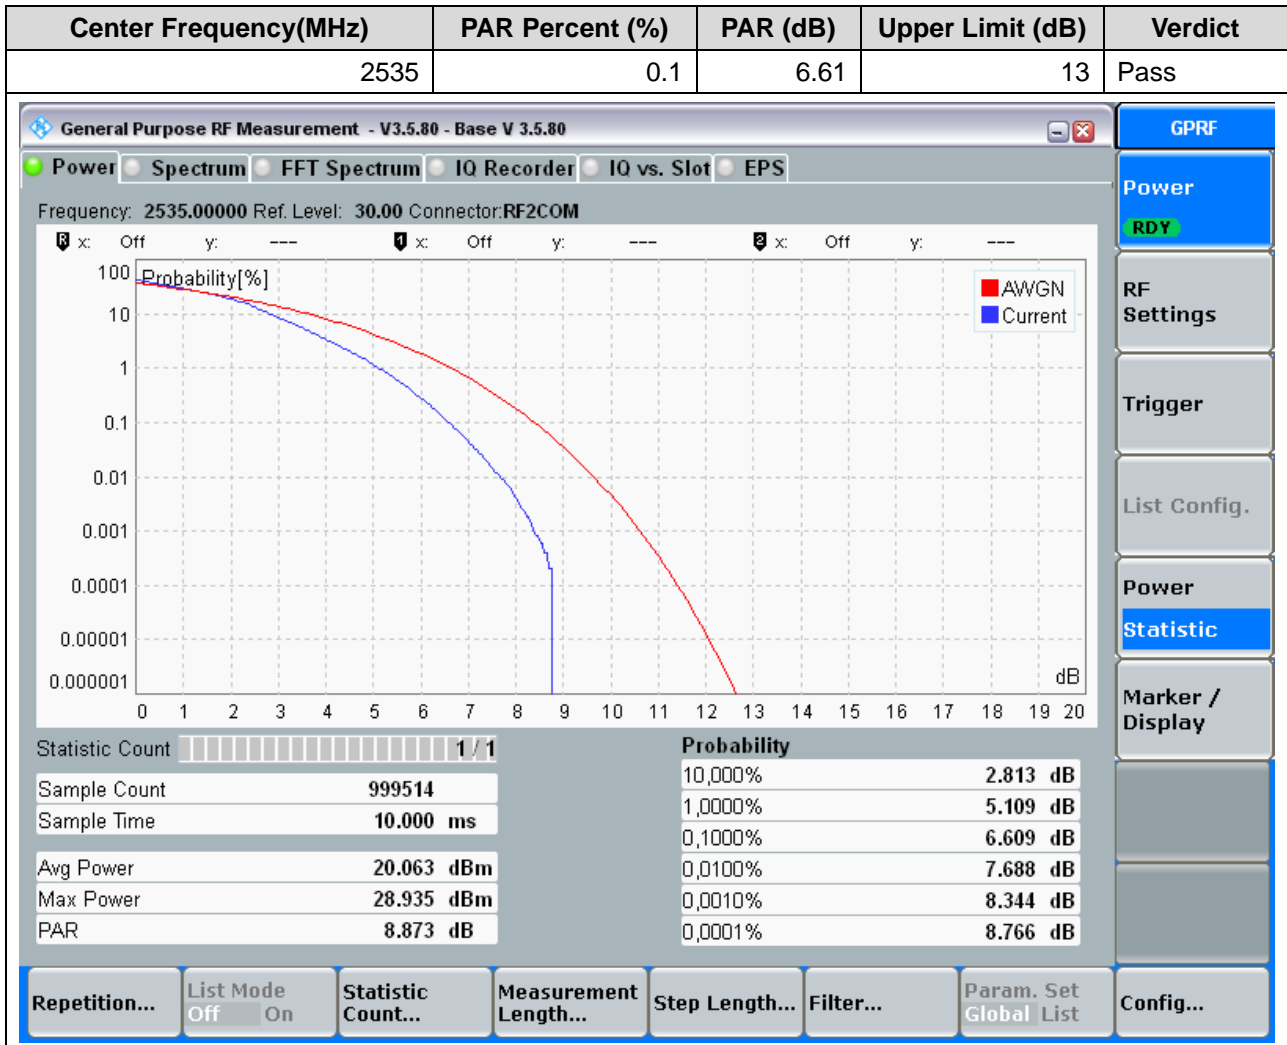 Center Frequency(MHz) PAR Percent (%) PAR (dB) Upper Limit (dB) Verdict
2535 0.1 6.61 13 Pass
General Purpose RF Measurement - V3.5.80 - Base V 3.5.80
GPRF
Power Spectrum FFT Spectrum IQ Recorder IQ vs. Slot EPS
Frequency: 2535.00000 Ref. Level: 30.00 Connector:RF2COM
R x: Off y: --- 1 x: Off y: --- 2 x: Off y: ---
Probability[%]
100
10
1
0.1
0.01
0.001
0.0001
0.00001
0.000001
AWGN
Current
dB
0 1 2 3 4 5 6 7 8 9 10 11 12 13 14 15 16 17 18 19 20
Statistic Count 1 / 1
Sample Count 999514
Sample Time 10.000 ms
Avg Power 20.063 dBm
Max Power 28.935 dBm
PAR 8.873 dB
Probability
10,000% 2.813 dB
1,0000% 5.109 dB
0,1000% 6.609 dB
0,0100% 7.688 dB
0,0010% 8.344 dB
0,0001% 8.766 dB
Power
RDY
RF
Settings
Trigger
List Config.
Power
Statistic
Marker /
Display
Repetition...
List Mode
Off On
Statistic
Count...
Measurement
Length...
Step Length...
Filter...
Param. Set
Global List
Config...